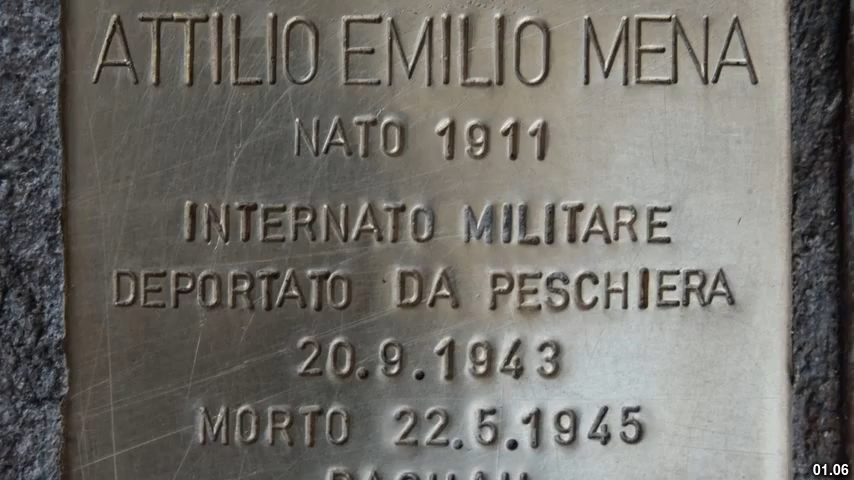 ATTILIO EMILIO MENA
NATO 1911
INTERNATO MILITARE
DEPORTATO DA PESCHIERA
20.9.1943
MORTO 22.5.1945
01.06